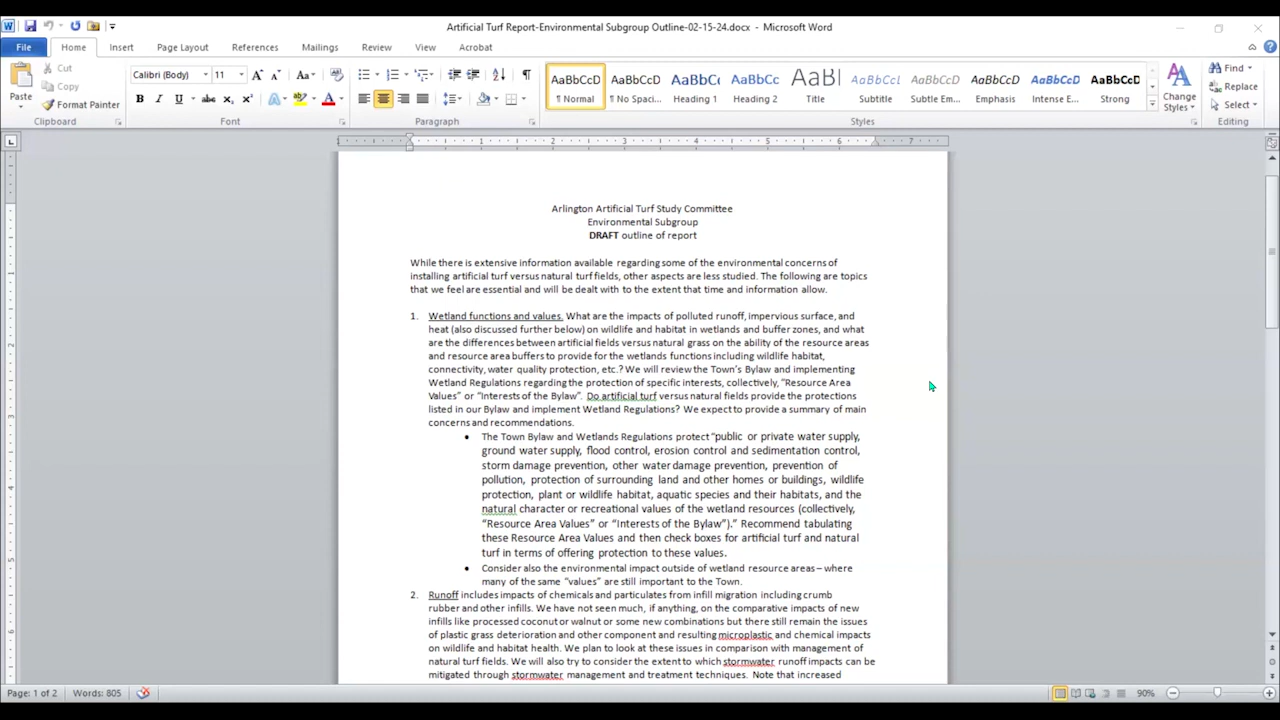 Artificial Turf Report-Environmental Subgroup Outline-02-15-24.docx - Microsoft Word
File Home Insert Page Layout References Mailings Review View Acrobat
Paste Cut Copy Format Painter
Calibri (Body) 11
AaBbCcD AaBbCcD AaBbC( AaBbCc AaB| AaBbCcD AaBbCcD AaBbCcD AaBbCcD AaBbCcD
¶ Normal ¶ No Spaci... Heading 1 Heading 2 Title Subtitle Subtle Em... Emphasis Intense E... Strong
Change Styles
Find Replace Select
Clipboard Font Paragraph Styles Editing
Arlington Artificial Turf Study Committee
Environmental Subgroup
DRAFT outline of report
While there is extensive information available regarding some of the environmental concerns of
installing artificial turf versus natural turf fields, other aspects are less studied. The following are topics
that we feel are essential and will be dealt with to the extent that time and information allow.
1. Wetland functions and values. What are the impacts of polluted runoff, impervious surface, and
heat (also discussed further below) on wildlife and habitat in wetlands and buffer zones, and what
are the differences between artificial fields versus natural grass on the ability of the resource areas
and resource area buffers to provide for the wetlands functions including wildlife habitat,
connectivity, water quality protection, etc.? We will review the Town's Bylaw and implementing
Wetland Regulations regarding the protection of specific interests, collectively, "Resource Area
Values" or "Interests of the Bylaw". Do artificial turf versus natural fields provide the protections
listed in our Bylaw and implement Wetland Regulations? We expect to provide a summary of main
concerns and recommendations.
• The Town Bylaw and Wetlands Regulations protect "public or private water supply,
ground water supply, flood control, erosion control and sedimentation control,
storm damage prevention, other water damage prevention, prevention of
pollution, protection of surrounding land and other homes or buildings, wildlife
protection, plant or wildlife habitat, aquatic species and their habitats, and the
natural character or recreational values of the wetland resources (collectively,
"Resource Area Values" or "Interests of the Bylaw")." Recommend tabulating
these Resource Area Values and then check boxes for artificial turf and natural
turf in terms of offering protection to these values.
• Consider also the environmental impact outside of wetland resource areas – where
many of the same "values" are still important to the Town.
2. Runoff includes impacts of chemicals and particulates from infill migration including crumb
rubber and other infills. We have not seen much, if anything, on the comparative impacts of new
infills like processed coconut or walnut or some new combinations but there still remain the issues
of plastic grass deterioration and other component and resulting microplastic and chemical impacts
on wildlife and habitat health. We plan to look at these issues in comparison with management of
natural turf fields. We will also try to consider the extent to which stormwater runoff impacts can be
mitigated through stormwater management and treatment techniques. Note that increased
Page: 1 of 2 Words: 805 90%